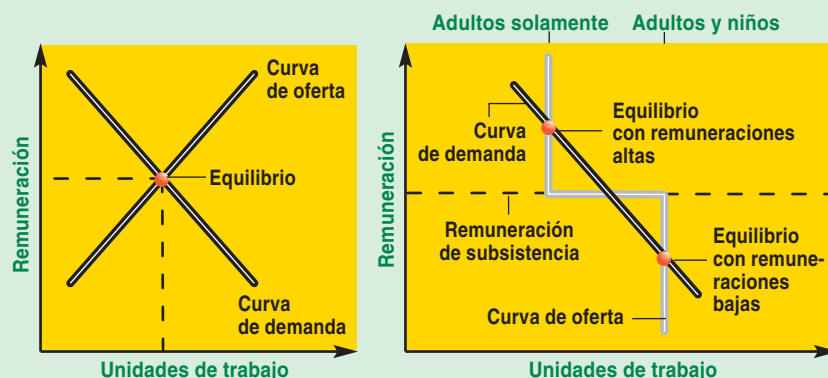 Remuneración
Curva
de oferta
Equilibrio
Curva
de demanda
Unidades de trabajo
Adultos solamente
Adultos y niños
Remuneración
Curva
de demanda
Equilibrio
con remuneraciones
altas
Remuneración
de subsistencia
Equilibrio
con remune-
raciones
bajas
Curva de oferta
Unidades de trabajo